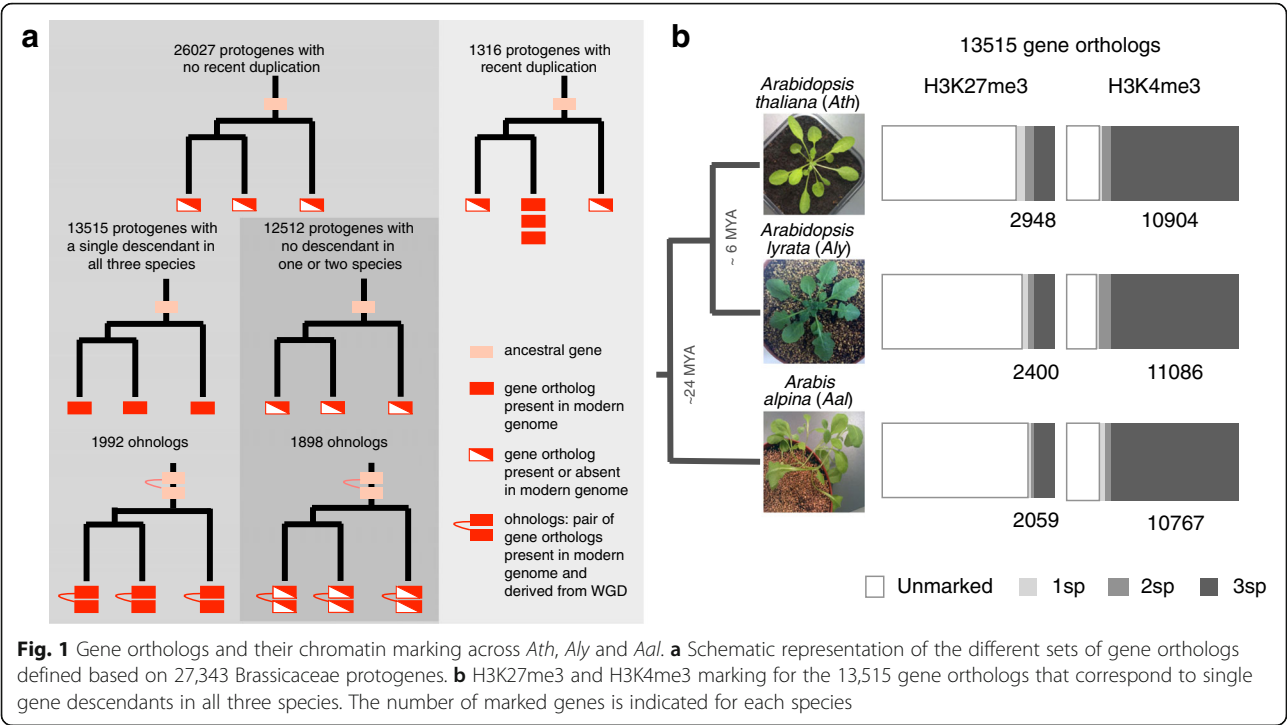 a
26027 protogenes with
no recent duplication
1316 protogenes with
recent duplication
13515 protogenes with
a single descendant in
all three species
12512 protogenes with
no descendant in
one or two species
1992 ohnologs
1898 ohnologs
ancestral gene
gene ortholog
present in modern
genome
gene ortholog
present or absent
in modern genome
ohnologs: pair of
gene orthologs
present in modern
genome and
derived from WGD
b
13515 gene orthologs
H3K27me3
H3K4me3
Arabidopsis
thaliana (Ath)
2948
10904
~ 6 MYA
Arabidopsis
lyrata (Aly)
2400
11086
~24 MYA
Arabis
alpina (Aal)
2059
10767
Unmarked
1sp
2sp
3sp
Fig. 1 Gene orthologs and their chromatin marking across Ath, Aly and Aal. a Schematic representation of the different sets of gene orthologs
defined based on 27,343 Brassicaceae protogenes. b H3K27me3 and H3K4me3 marking for the 13,515 gene orthologs that correspond to single
gene descendants in all three species. The number of marked genes is indicated for each species